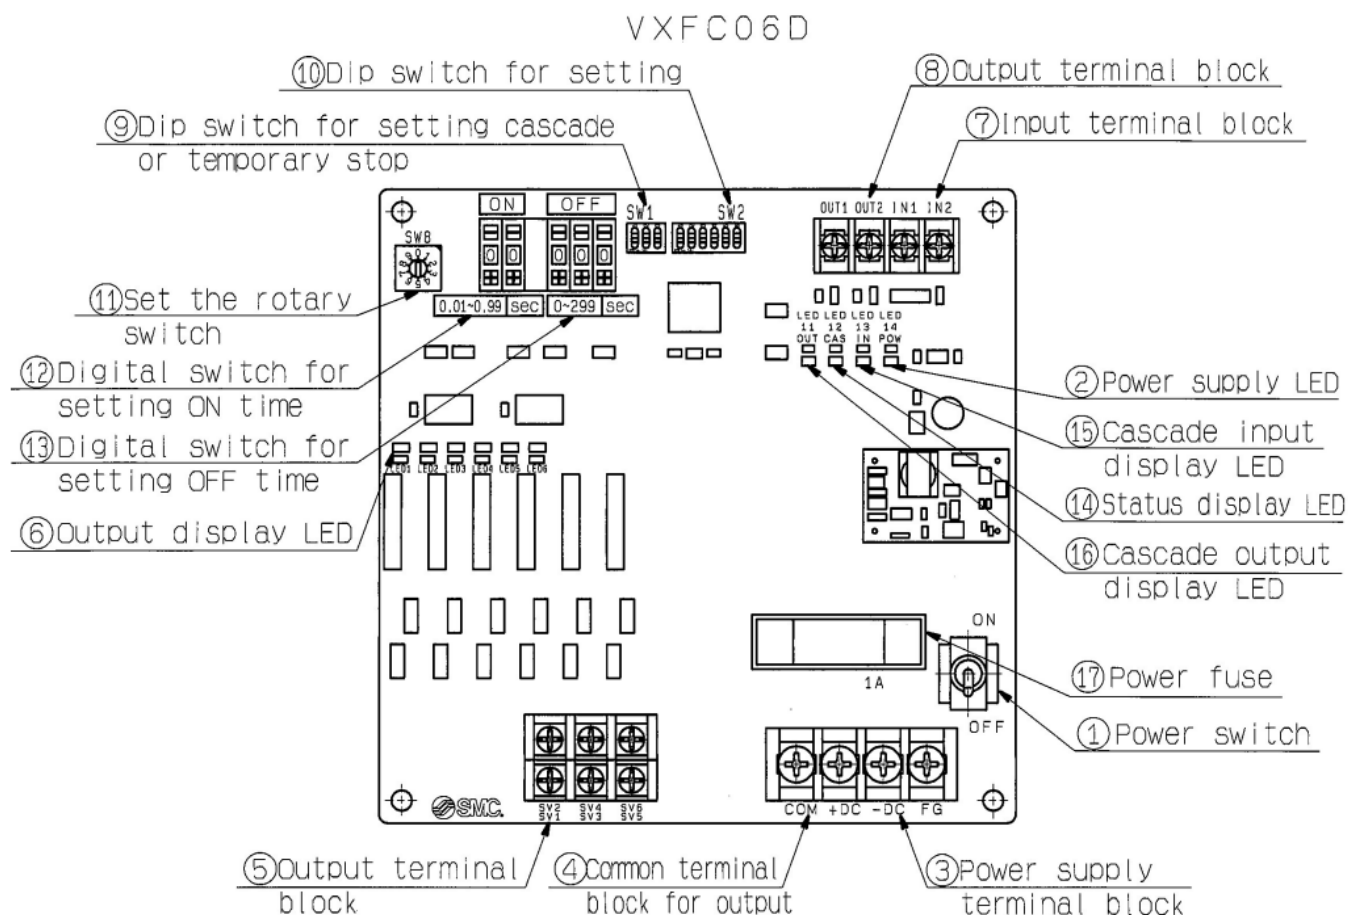 VXFC06D
⑩Dip switch for setting
⑧Output terminal block
⑨Dip switch for setting cascade
or temporary stop
⑦Input terminal block
ON OFF
SW1 SW2
OUT1 OUT2 IN1 IN2
SW8
0 0 0 0 0
⑪Set the rotary
switch
0.01~0.99 sec 0~299 sec
LED LED LED LED
11 12 13 14
OUT CAS IN POW
⑫Digital switch for
setting ON time
②Power supply LED
⑬Digital switch for
setting OFF time
⑮Cascade input
display LED
LED1 LED2 LED3 LED4 LED5 LED6
⑭Status display LED
⑥Output display LED
⑯Cascade output
display LED
ON
1A
⑰Power fuse
OFF
①Power switch
SMC.
SV2 SV4 SV6
SV1 SV3 SV5
COM +DC -DC FG
⑤Output terminal
block
④Common terminal
block for output
③Power supply
terminal block